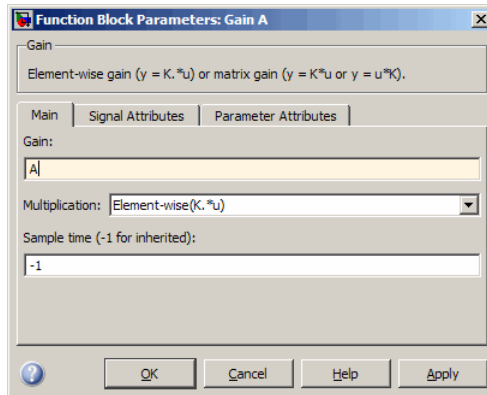 Function Block Parameters: Gain A
Gain
Element-wise gain (y = K.*u) or matrix gain (y = K*u or y = u*K).
Main Signal Attributes Parameter Attributes
Gain:
A
Multiplication: Element-wise(K.*u)
Sample time (-1 for inherited):
-1
OK Cancel Help Apply